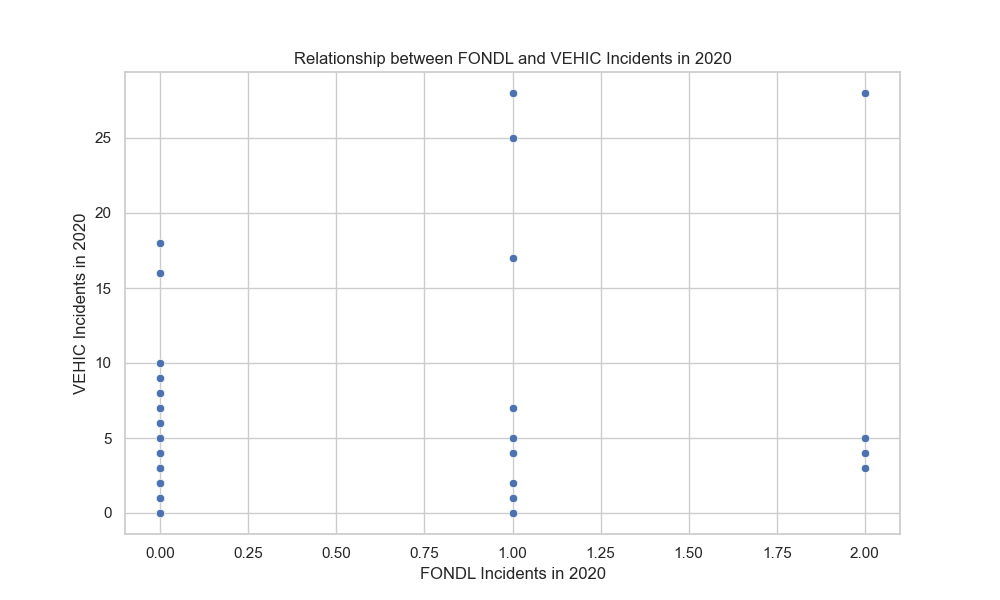 Relationship between FONDL and VEHIC Incidents in 2020
25
20
15
10
5
0
VEHIC Incidents in 2020
0.00 0.25 0.50 0.75 1.00 1.25 1.50 1.75 2.00
FONDL Incidents in 2020